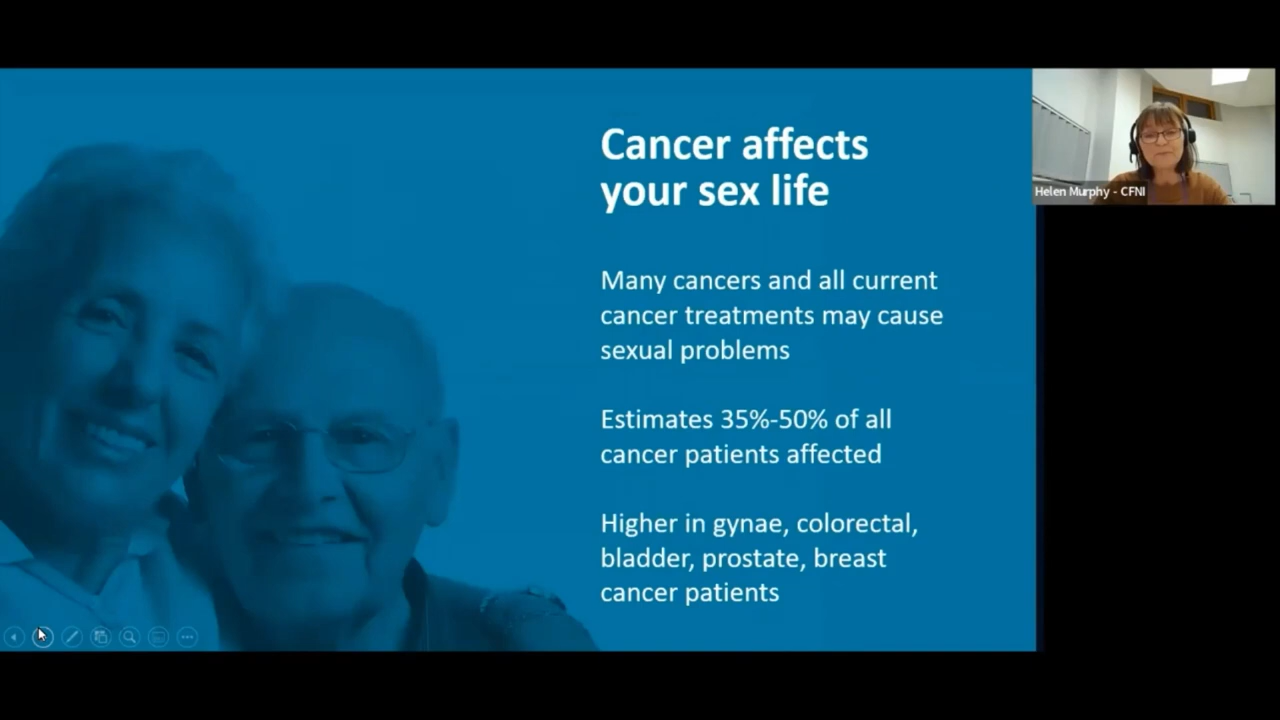 Cancer affects
your sex life
Many cancers and all current
cancer treatments may cause
sexual problems
Estimates 35%-50% of all
cancer patients affected
Higher in gynae, colorectal,
bladder, prostate, breast
cancer patients
Helen Murphy - CFNI